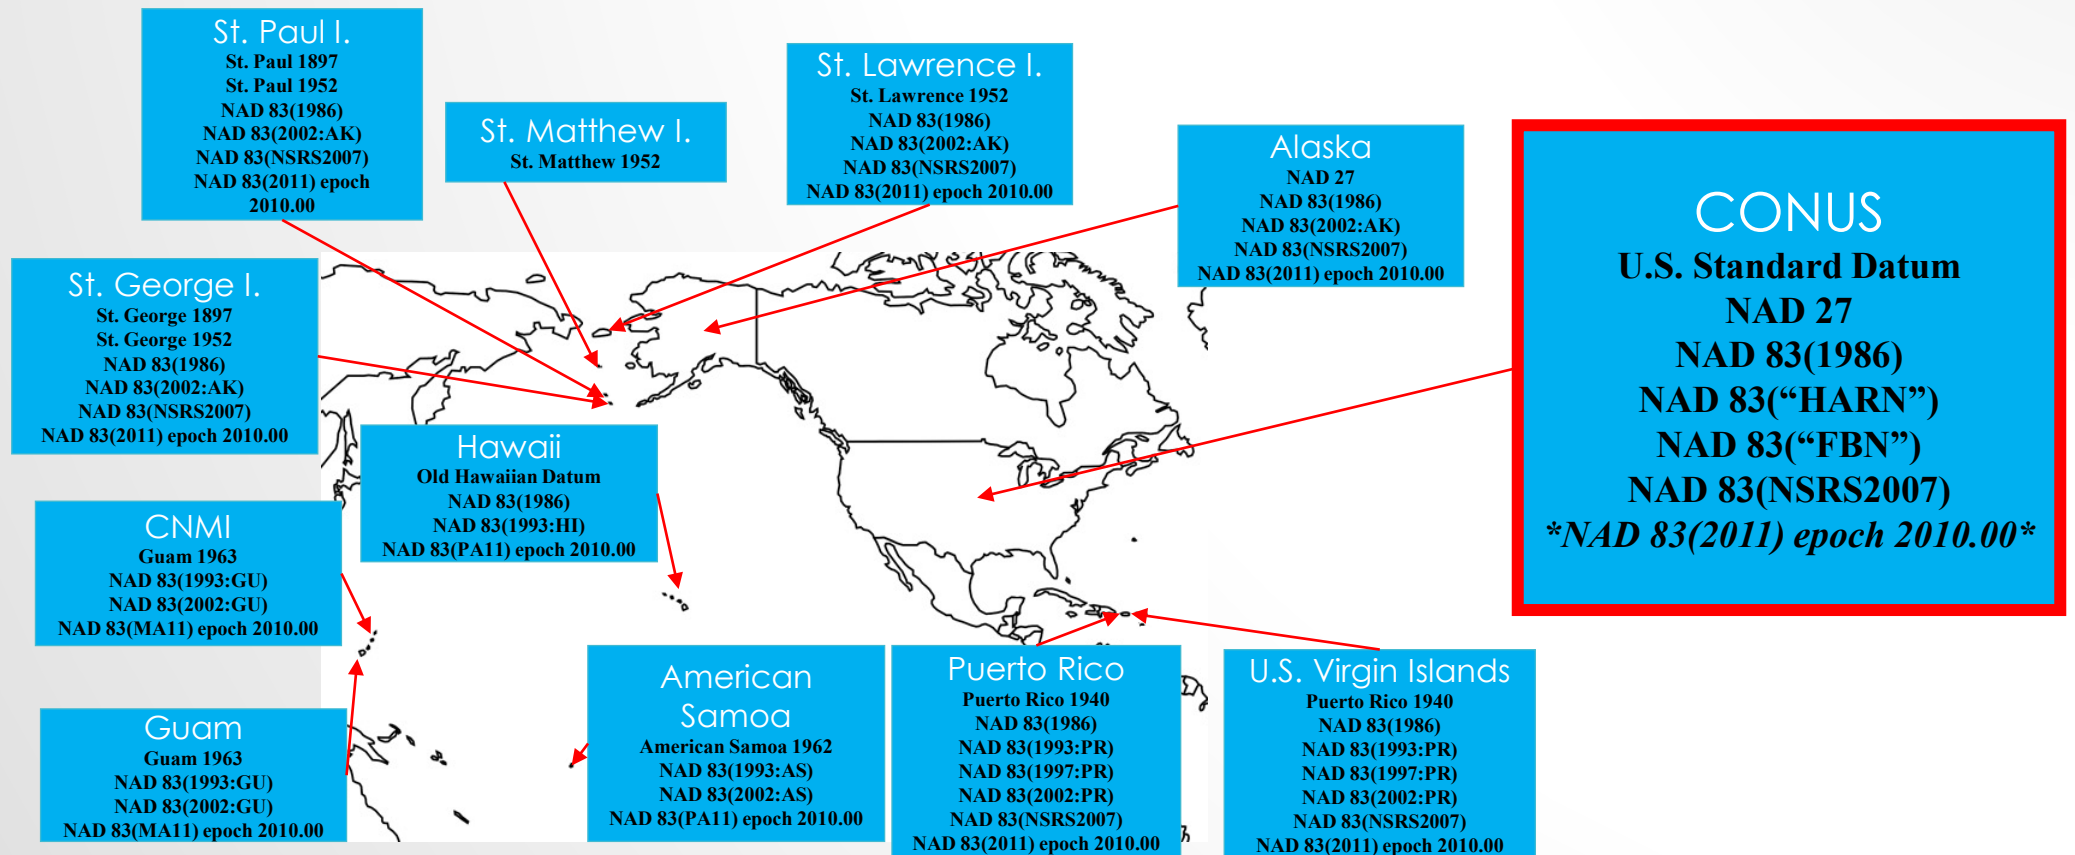 St. Paul I.
St. Paul 1897
St. Paul 1952
NAD 83(1986)
NAD 83(2002:AK)
NAD 83(NSRS2007)
NAD 83(2011) epoch
2010.00
St. Matthew I.
St. Matthew 1952
St. Lawrence I.
St. Lawrence 1952
NAD 83(1986)
NAD 83(2002:AK)
NAD 83(NSRS2007)
NAD 83(2011) epoch 2010.00
Alaska
NAD 27
NAD 83(1986)
NAD 83(2002:AK)
NAD 83(NSRS2007)
NAD 83(2011) epoch 2010.00
CONUS
U.S. Standard Datum
NAD 27
NAD 83(1986)
NAD 83(“HARN”)
NAD 83(“FBN”)
NAD 83(NSRS2007)
*NAD 83(2011) epoch 2010.00*
St. George I.
St. George 1897
St. George 1952
NAD 83(1986)
NAD 83(2002:AK)
NAD 83(NSRS2007)
NAD 83(2011) epoch 2010.00
Hawaii
Old Hawaiian Datum
NAD 83(1986)
NAD 83(1993:HI)
NAD 83(PA11) epoch 2010.00
CNMI
Guam 1963
NAD 83(1993:GU)
NAD 83(2002:GU)
NAD 83(MA11) epoch 2010.00
Guam
Guam 1963
NAD 83(1993:GU)
NAD 83(2002:GU)
NAD 83(MA11) epoch 2010.00
American
Samoa
American Samoa 1962
NAD 83(1993:AS)
NAD 83(2002:AS)
NAD 83(PA11) epoch 2010.00
Puerto Rico
Puerto Rico 1940
NAD 83(1986)
NAD 83(1993:PR)
NAD 83(1997:PR)
NAD 83(2002:PR)
NAD 83(NSRS2007)
NAD 83(2011) epoch 2010.00
U.S. Virgin Islands
Puerto Rico 1940
NAD 83(1986)
NAD 83(1993:PR)
NAD 83(1997:PR)
NAD 83(2002:PR)
NAD 83(NSRS2007)
NAD 83(2011) epoch 2010.00